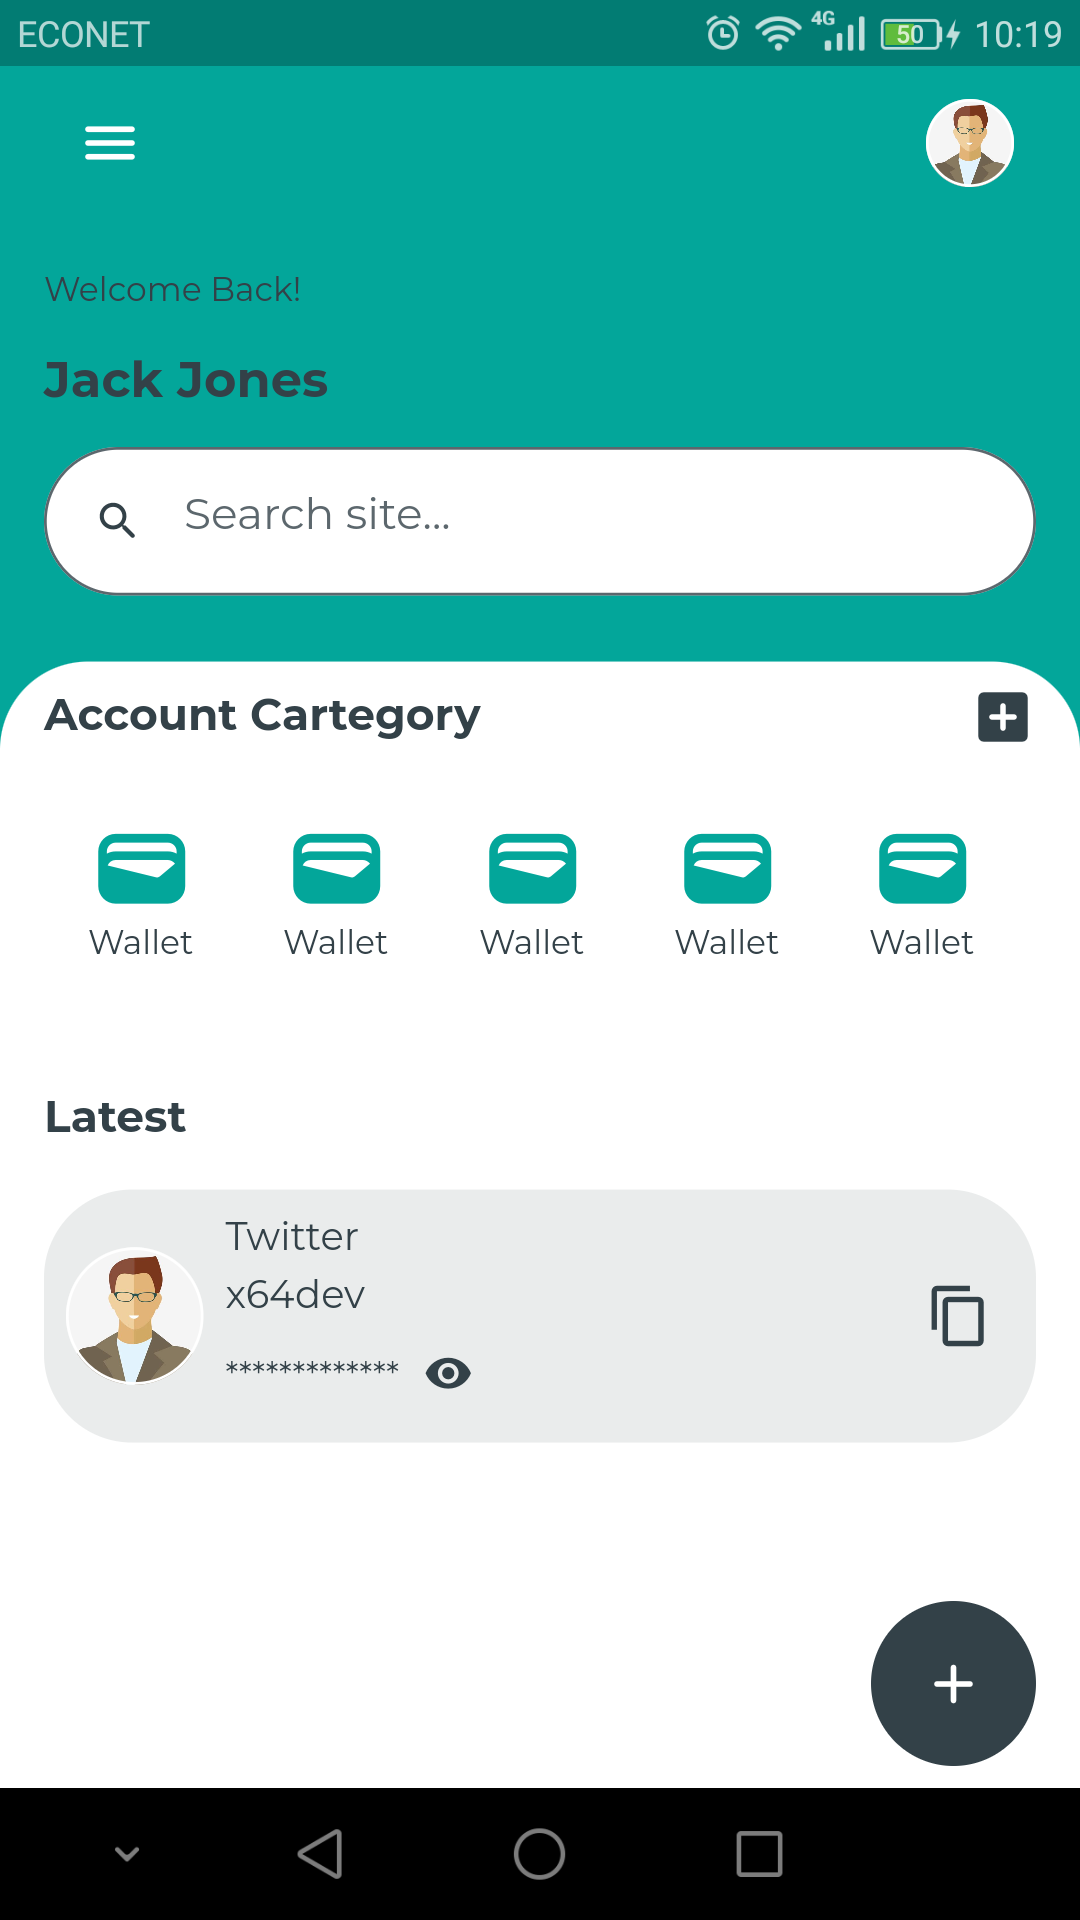 ECONET 4G 50 10:19
Welcome Back!
Jack Jones
Search site...
Account Cartegory
Wallet Wallet Wallet Wallet Wallet
Latest
Twitter
x64dev
*************